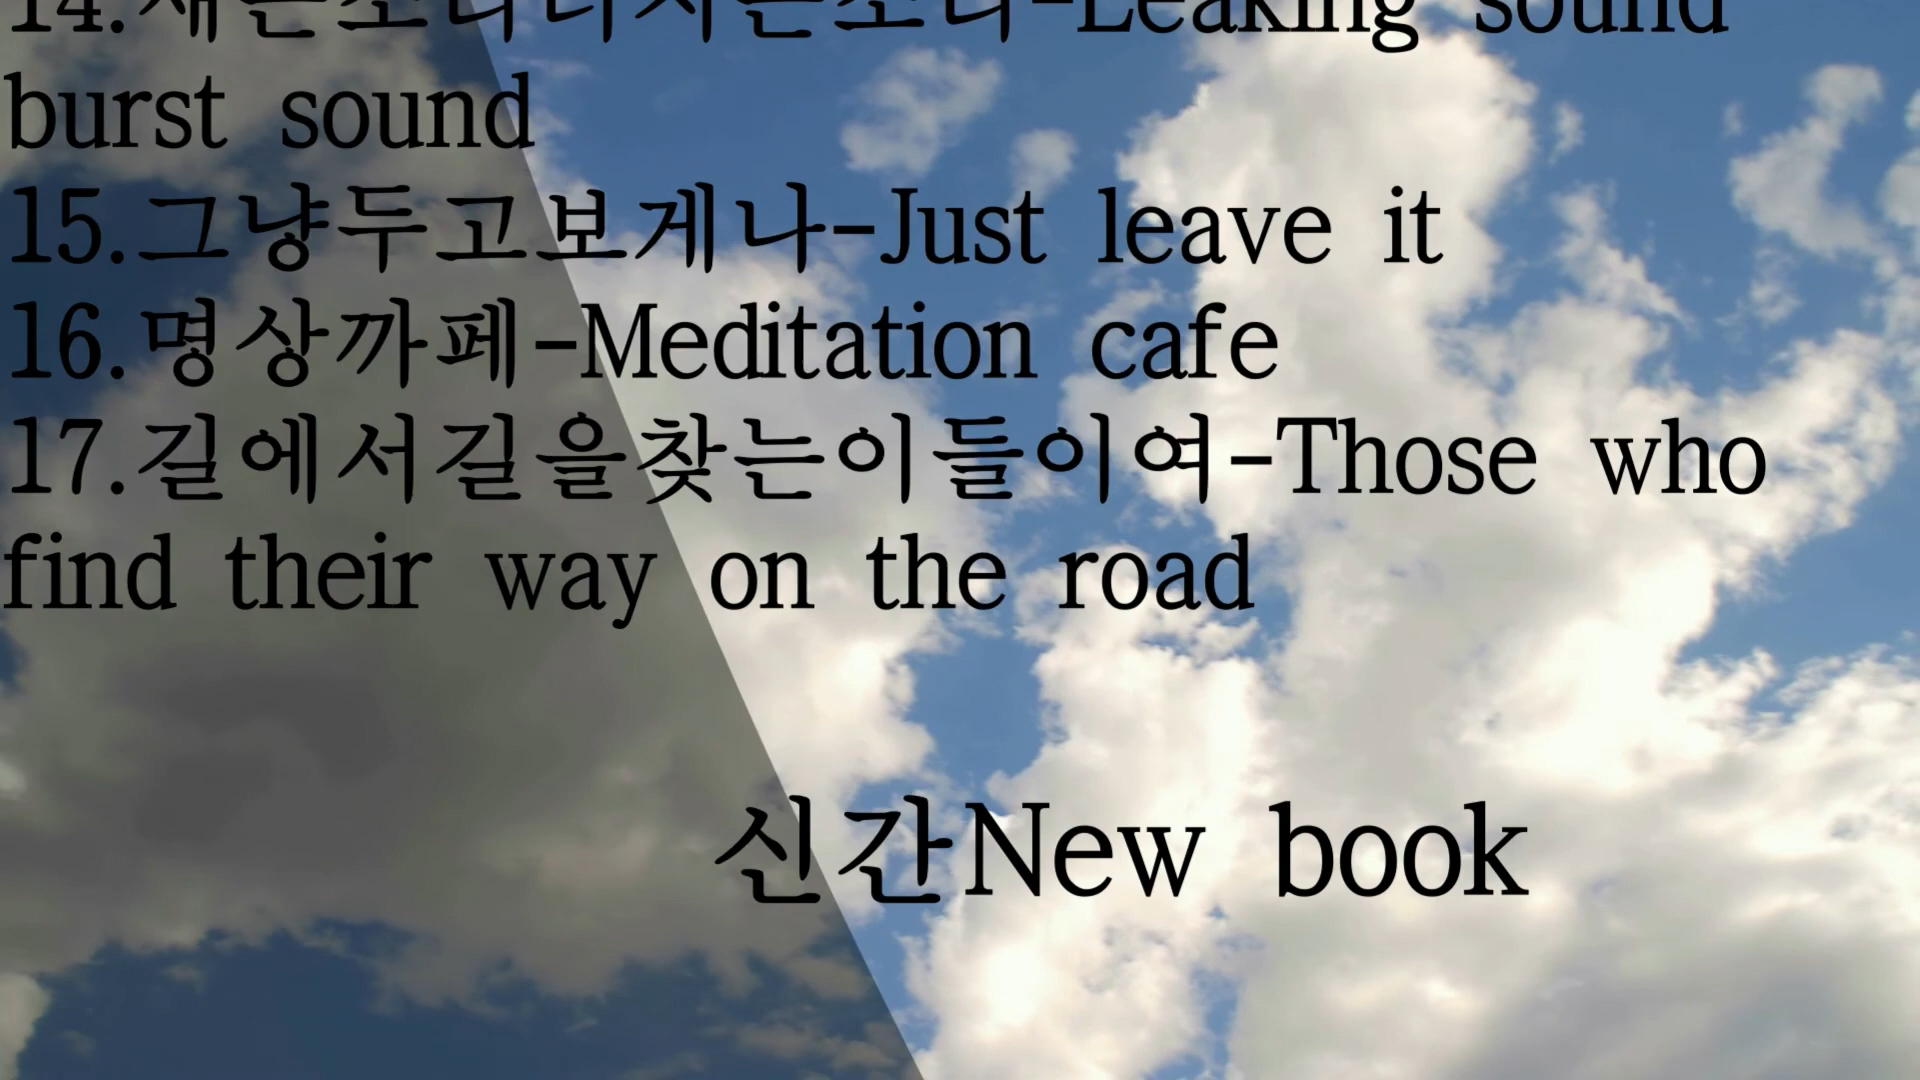 14.새는소리터지는소리-Leaking sound
burst sound
15.그냥두고보게나-Just leave it
16.명상까페-Meditation cafe
17.길에서길을찾는이들이여-Those who
find their way on the road
신간New book